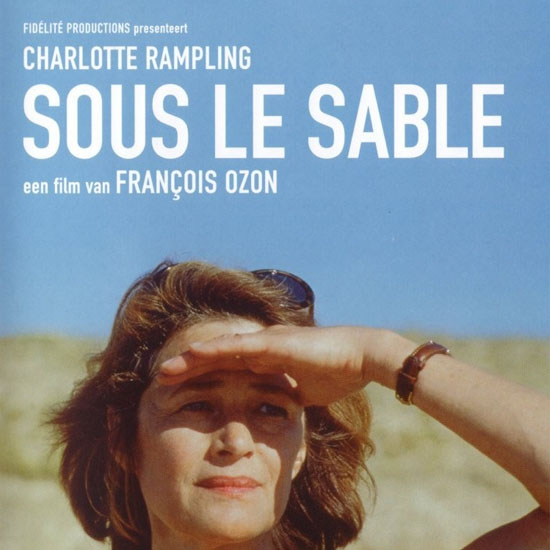 FIDÉLITÉ PRODUCTIONS presenteert
CHARLOTTE RAMPLING
SOUS LE SABLE
een film van FRANÇOIS OZON